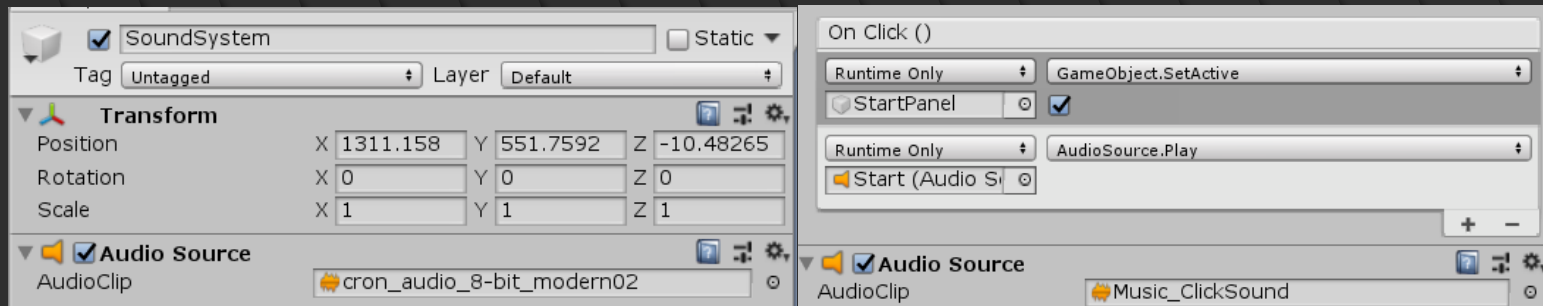 SoundSystem
Static
Tag Untagged Layer Default
Transform
Position X 1311.158 Y 551.7592 Z -10.48265
Rotation X 0 Y 0 Z 0
Scale X 1 Y 1 Z 1
Audio Source
AudioClip cron_audio_8-bit_modern02
On Click ()
Runtime Only GameObject.SetActive
StartPanel
Runtime Only AudioSource.Play
Start (Audio S
+ −
Audio Source
AudioClip Music_ClickSound